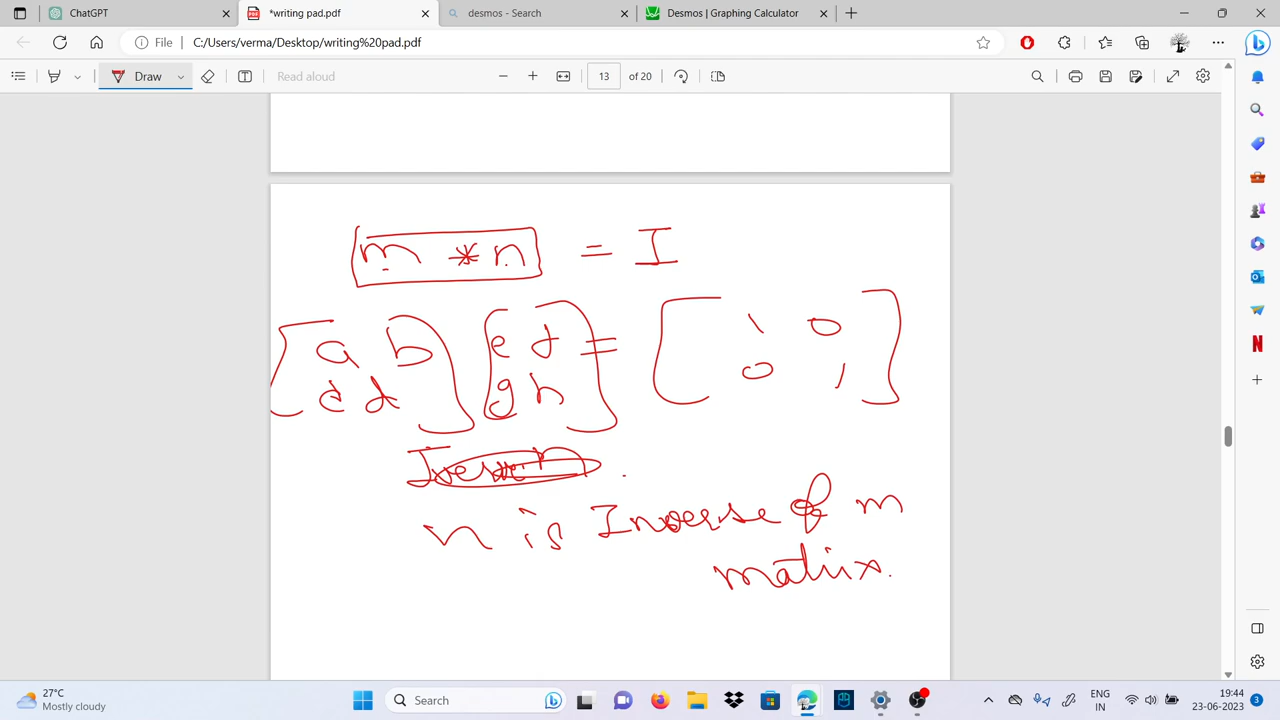 ChatGPT
*writing pad.pdf
desmos - Search
Desmos | Graphing Calculator
File
C:/Users/verma/Desktop/writing%20pad.pdf
Draw
Read aloud
13 of 20
m * n = I
a b e f = 1 0
c d g h 0 1
n is Inverse of m
matrix.
27°C
Mostly cloudy
Search
ENG
IN
19:44
23-06-2023
3